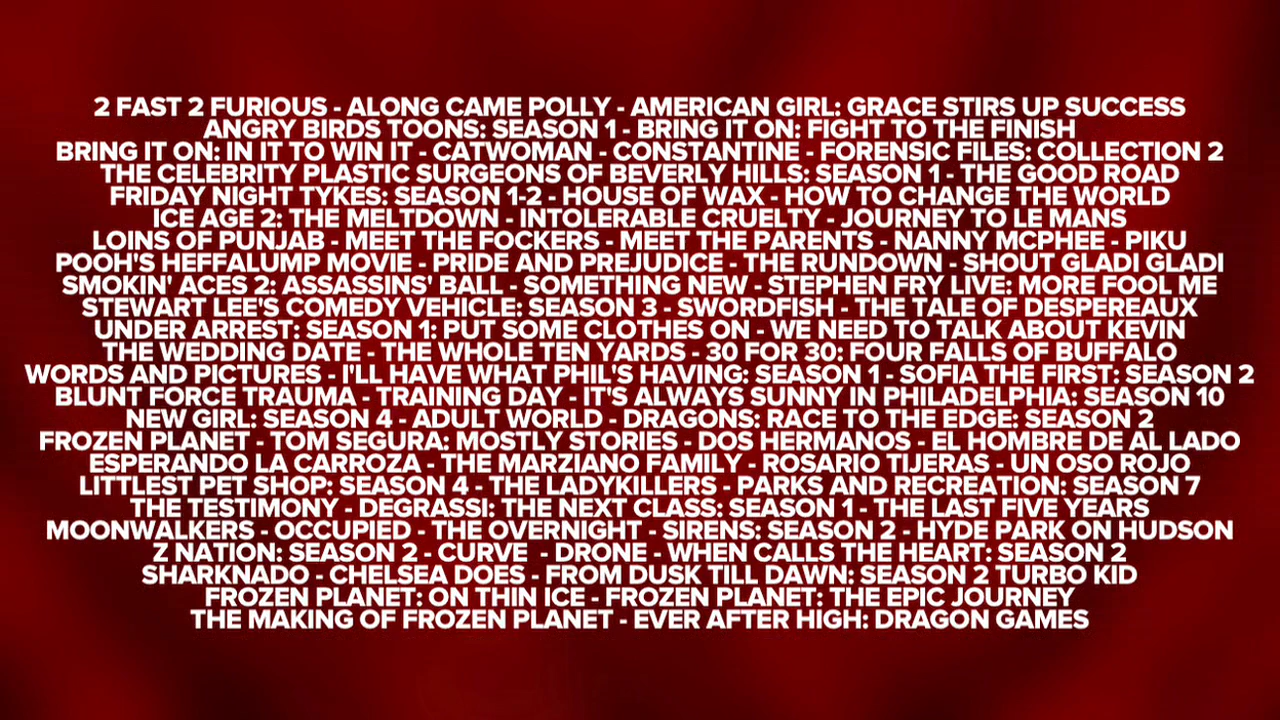 2 FAST 2 FURIOUS - ALONG CAME POLLY - AMERICAN GIRL: GRACE STIRS UP SUCCESS
ANGRY BIRDS TOONS: SEASON 1 - BRING IT ON: FIGHT TO THE FINISH
BRING IT ON: IN IT TO WIN IT - CATWOMAN - CONSTANTINE - FORENSIC FILES: COLLECTION 2
THE CELEBRITY PLASTIC SURGEONS OF BEVERLY HILLS: SEASON 1 - THE GOOD ROAD
FRIDAY NIGHT TYKES: SEASON 1-2 - HOUSE OF WAX - HOW TO CHANGE THE WORLD
ICE AGE 2: THE MELTDOWN - INTOLERABLE CRUELTY - JOURNEY TO LE MANS
LOINS OF PUNJAB - MEET THE FOCKERS - MEET THE PARENTS - NANNY MCPHEE - PIKU
POOH'S HEFFALUMP MOVIE - PRIDE AND PREJUDICE - THE RUNDOWN - SHOUT GLADI GLADI
SMOKIN' ACES 2: ASSASSINS' BALL - SOMETHING NEW - STEPHEN FRY LIVE: MORE FOOL ME
STEWART LEE'S COMEDY VEHICLE: SEASON 3 - SWORDFISH - THE TALE OF DESPEREAUX
UNDER ARREST: SEASON 1: PUT SOME CLOTHES ON - WE NEED TO TALK ABOUT KEVIN
THE WEDDING DATE - THE WHOLE TEN YARDS - 30 FOR 30: FOUR FALLS OF BUFFALO
WORDS AND PICTURES - I'LL HAVE WHAT PHIL'S HAVING: SEASON 1 - SOFIA THE FIRST: SEASON 2
BLUNT FORCE TRAUMA - TRAINING DAY - IT'S ALWAYS SUNNY IN PHILADELPHIA: SEASON 10
NEW GIRL: SEASON 4 - ADULT WORLD - DRAGONS: RACE TO THE EDGE: SEASON 2
FROZEN PLANET - TOM SEGURA: MOSTLY STORIES - DOS HERMANOS - EL HOMBRE DE AL LADO
ESPERANDO LA CARROZA - THE MARZIANO FAMILY - ROSARIO TIJERAS - UN OSO ROJO
LITTLEST PET SHOP: SEASON 4 - THE LADYKILLERS - PARKS AND RECREATION: SEASON 7
THE TESTIMONY - DEGRASSI: THE NEXT CLASS: SEASON 1 - THE LAST FIVE YEARS
MOONWALKERS - OCCUPIED - THE OVERNIGHT - SIRENS: SEASON 2 - HYDE PARK ON HUDSON
Z NATION: SEASON 2 - CURVE - DRONE - WHEN CALLS THE HEART: SEASON 2
SHARKNADO - CHELSEA DOES - FROM DUSK TILL DAWN: SEASON 2 TURBO KID
FROZEN PLANET: ON THIN ICE - FROZEN PLANET: THE EPIC JOURNEY
THE MAKING OF FROZEN PLANET - EVER AFTER HIGH: DRAGON GAMES